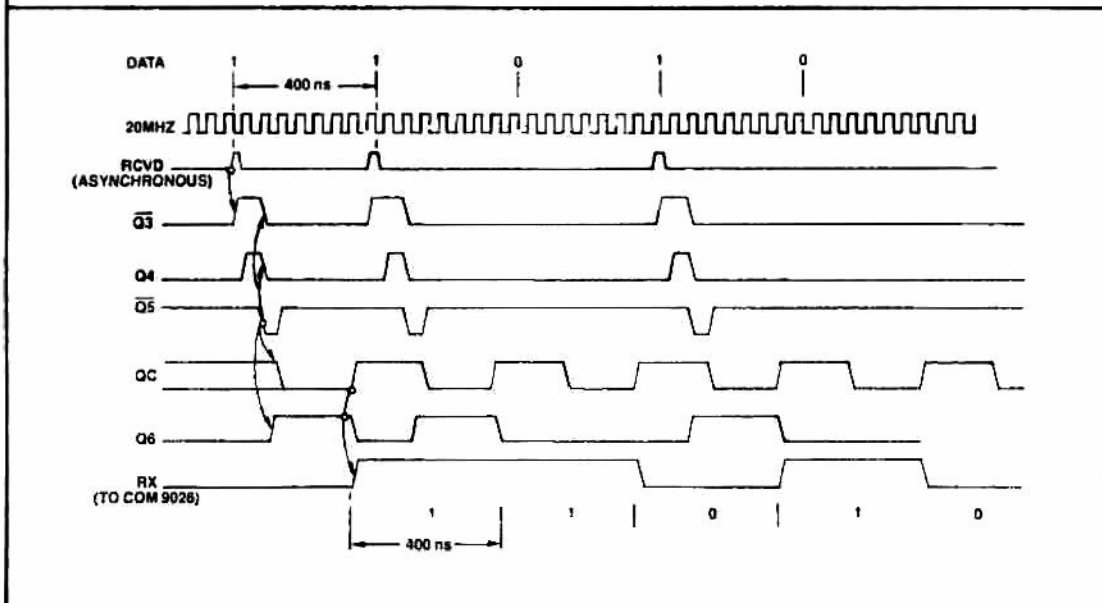 DATA 1 1 0 1 0
400 ns
20MHZ
RCVD
(ASYNCHRONOUS)
Q3
Q4
Q5
QC
Q6
RX
(TO COM 9026)
1 1 0 1 0
400 ns